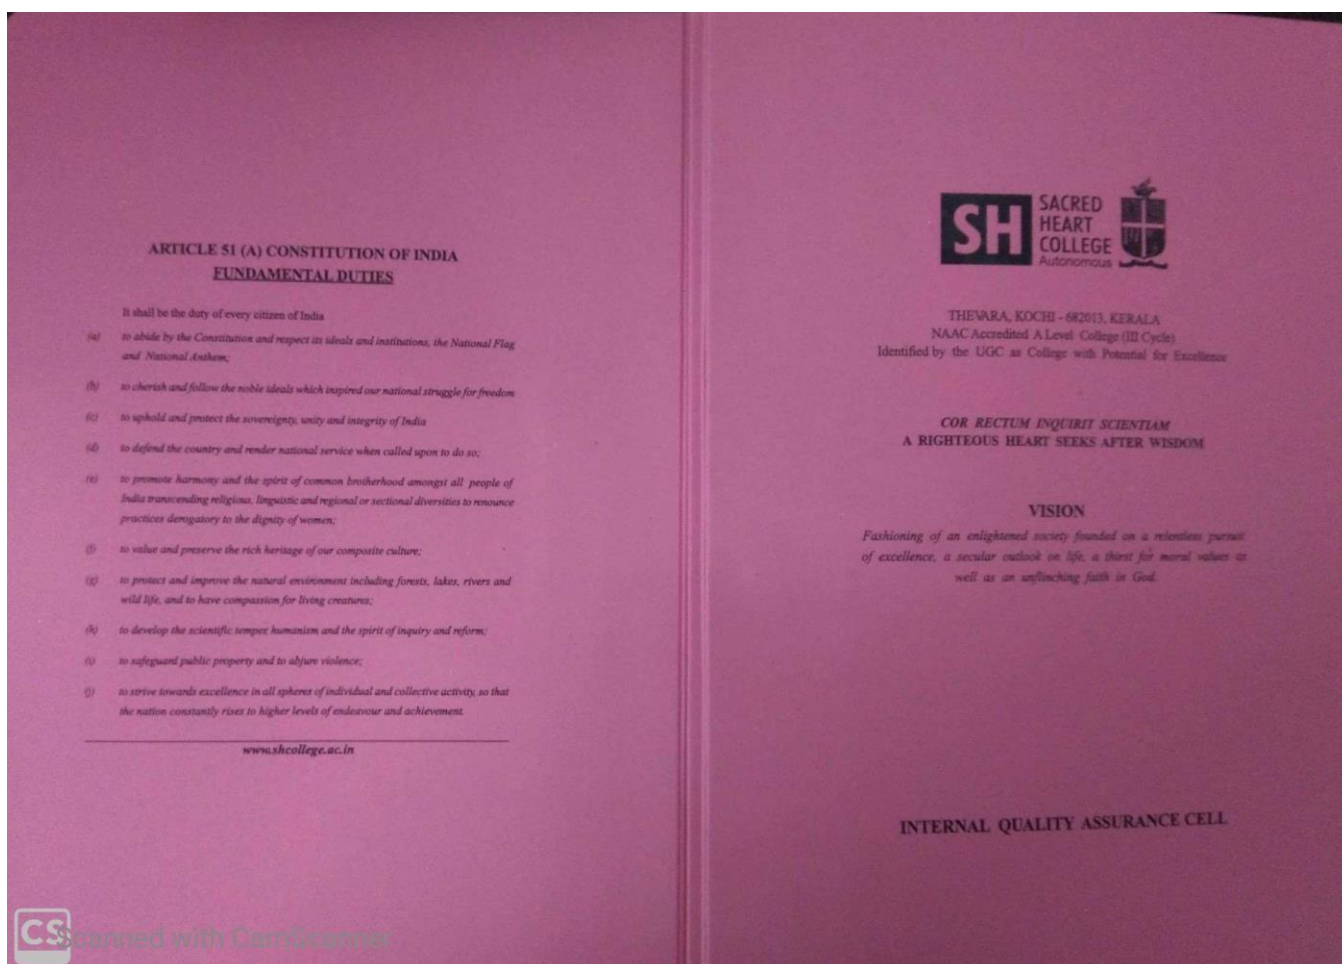 ARTICLE 51 (A) CONSTITUTION OF INDIA
FUNDAMENTAL DUTIES
It shall be the duty of every citizen of India
(a) to abide by the Constitution and respect its ideals and institutions, the National Flag
and National Anthem;
(b) to cherish and follow the noble ideals which inspired our national struggle for freedom
(c) to uphold and protect the sovereignty, unity and integrity of India
(d) to defend the country and render national service when called upon to do so;
(e) to promote harmony and the spirit of common brotherhood amongst all people of
India transcending religious, linguistic and regional or sectional diversities to renounce
practices derogatory to the dignity of women;
(f) to value and preserve the rich heritage of our composite culture;
(g) to protect and improve the natural environment including forests, lakes, rivers and
wild life, and to have compassion for living creatures;
(h) to develop the scientific temper, humanism and the spirit of inquiry and reform;
(i) to safeguard public property and to abjure violence;
(j) to strive towards excellence in all spheres of individual and collective activity, so that
the nation constantly rises to higher levels of endeavour and achievement.
www.shcollege.ac.in
SH
SACRED
HEART
COLLEGE
Autonomous
THEVARA, KOCHI - 682013, KERALA
NAAC Accredited A Level College (III Cycle)
Identified by the UGC as College with Potential for Excellence
COR RECTUM INQUIRIT SCIENTIAM
A RIGHTEOUS HEART SEEKS AFTER WISDOM
VISION
Fashioning of an enlightened society founded on a relentless pursuit
of excellence, a secular outlook on life, a thirst for moral values as
well as an unflinching faith in God.
INTERNAL QUALITY ASSURANCE CELL
CS
Scanned with CamScanner